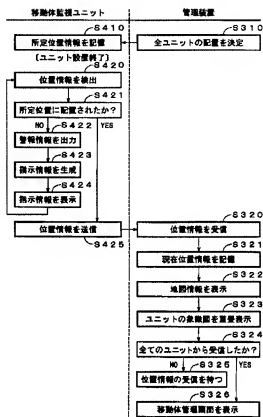 移動体監視ユニット
管理装置
S410
S310
所定位置情報を記憶
全ユニットの配置を決定
〔ユニット設置終了〕
S420
位置情報を検出
S421
所定位置に配置されたか？
NO
S422
YES
警報情報を出力
S423
指示情報を生成
S424
指示情報を表示
S320
位置情報を送信
位置情報を受信
S425
S321
現在位置情報を記憶
S322
地図情報を表示
S323
ユニットの象徴図を重畳表示
S324
全てのユニットから受信したか？
NO
S325
YES
位置情報の受信を待つ
S326
移動体管理画面を表示